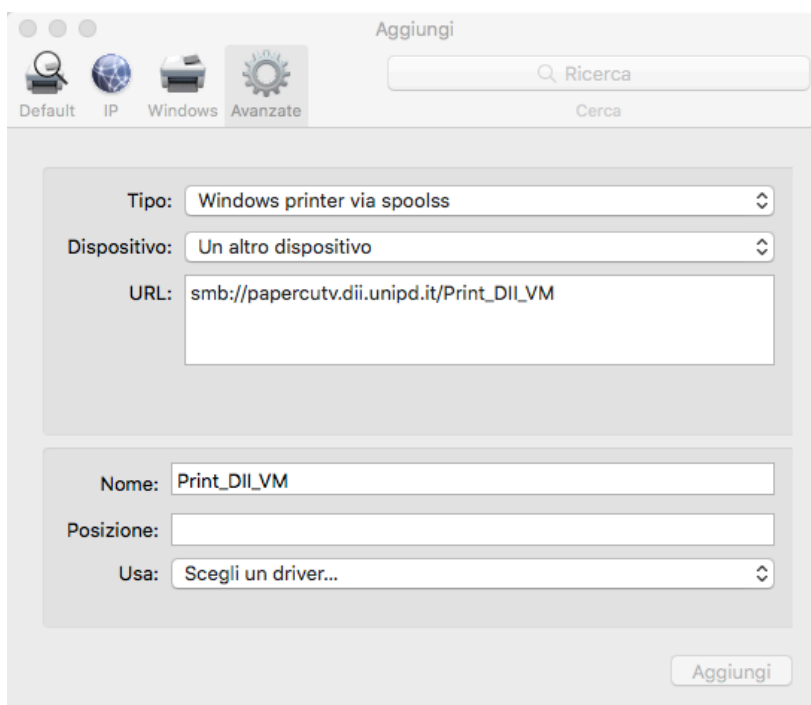 Aggiungi
Ricerca
Default IP Windows Avanzate Cerca
Tipo: Windows printer via spoolss
Dispositivo: Un altro dispositivo
URL: smb://papercutv.dii.unipd.it/Print_DII_VM
Nome: Print_DII_VM
Posizione:
Usa: Scegli un driver...
Aggiungi